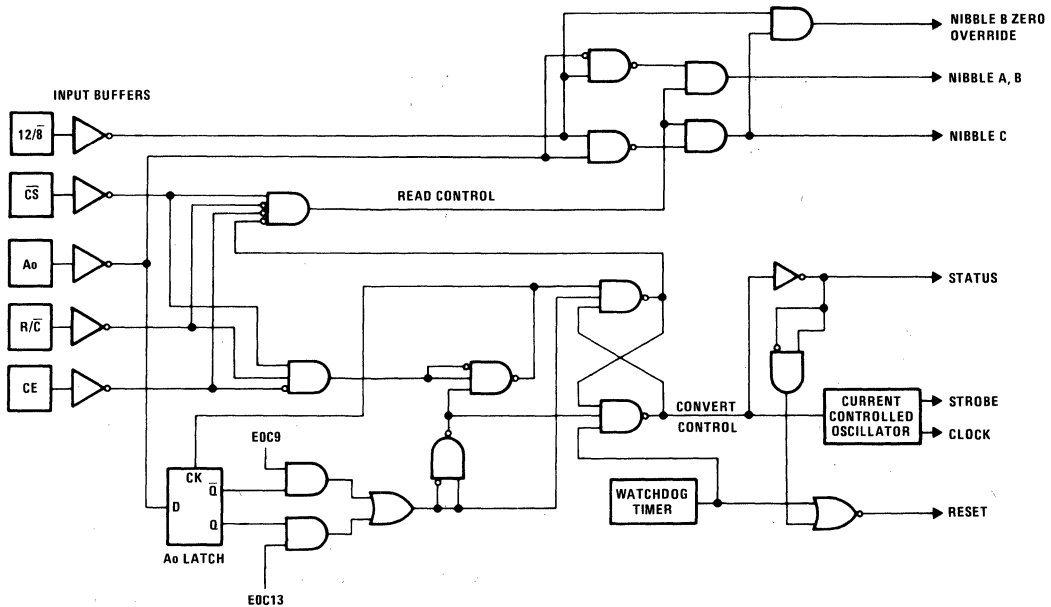 NIBBLE B ZERO
OVERRIDE
NIBBLE A, B
INPUT BUFFERS
12/8̅
NIBBLE C
C̅S̅
READ CONTROL
Ao
STATUS
R/C̅
CE
CONVERT
CONTROL
CURRENT
CONTROLLED
OSCILLATOR
STROBE
CLOCK
EOC9
CK
Q̅
D
Q
WATCHDOG
TIMER
RESET
Ao LATCH
EOC13